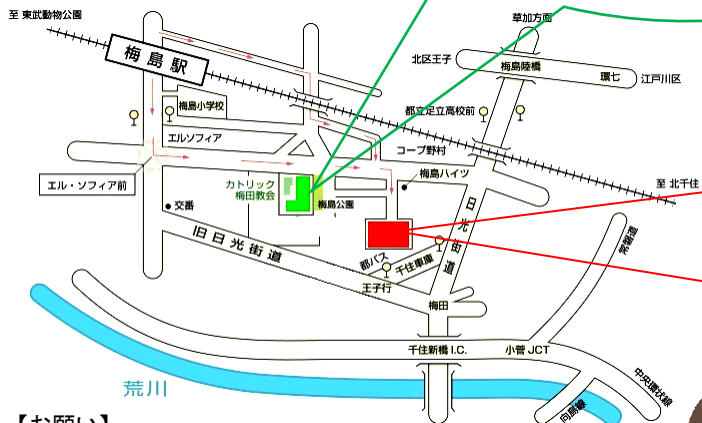 至 東武動物公園
草加方面
梅島駅
北区王子
梅島陸橋
環七
江戸川区
梅島小学校
都立足立高校前
エルソフィア
コープ野村
梅島ハイツ
至 北千住
エル・ソフィア前
カトリック
梅田教会
梅島公園
交番
日光街道
旧日光街道
都バス
千住車庫
王子行
常磐道
梅田
千住新橋 I.C.
小菅 JCT
荒川
中央環状線
向島線
【お願い】